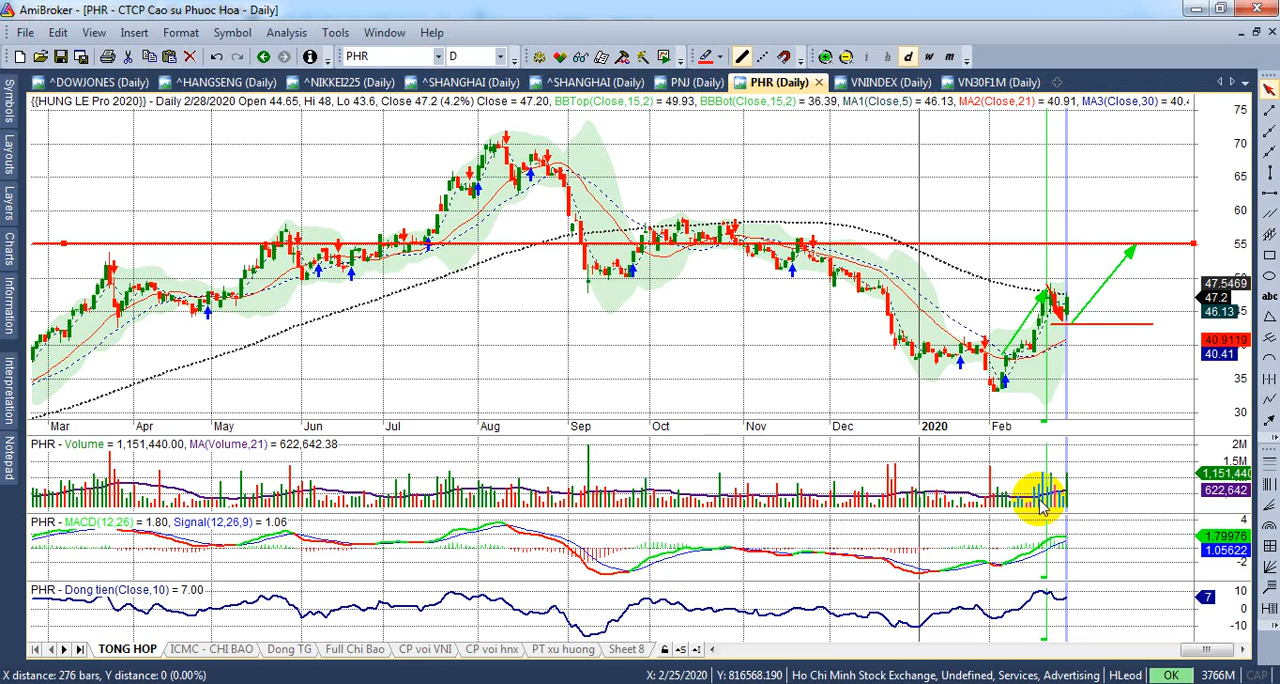 AmiBroker - [PHR - CTCP Cao su Phuoc Hoa - Daily]
File Edit View Insert Format Symbol Analysis Tools Window Help
PHR D i h d w m
^DOWJONES (Daily) ^HANGSENG (Daily) ^NIKKEI225 (Daily) ^SHANGHAI (Daily) ^SHANGHAI (Daily) PNJ (Daily) PHR (Daily) VNINDEX (Daily) VN30F1M (Daily)
Symbols
Layouts
Layers
Charts
Information
Interpretation
Notepad
{{HUNG LE Pro 2020}} - Daily 2/28/2020 Open 44.65, Hi 48, Lo 43.6, Close 47.2 (4.2%) Close = 47.20, BBTop(Close,15,2) = 49.93, BBBot(Close,15,2) = 36.39, MA1(Close,5) = 46.13, MA2(Close,21) = 40.91, MA3(Close,30) = 40.4
75
70
65
60
55
47.5469
47.2
46.13
40.9119
40.41
35
30
Mar Apr May Jun Jul Aug Sep Oct Nov Dec 2020 Feb
PHR - Volume = 1,151,440.00, MA(Volume,21) = 622,642.38
2M
1.5M
1,151,440
622,642
PHR - MACD(12,26) = 1.80, Signal(12,26,9) = 1.06
4
1.79976
1.05622
-2
PHR - Dong tien(Close,10) = 7.00
10
7
0
-10
TONG HOP ICMC - CHI BAO Dong TG Full Chi Bao CP voi VNI CP voi hnx PT xu huong Sheet 8
X distance: 276 bars, Y distance: 0 (0.00%) X: 2/25/2020 Y: 816568.190 Ho Chi Minh Stock Exchange, Undefined, Services, Advertising HLeod OK 3766M CAP
abc